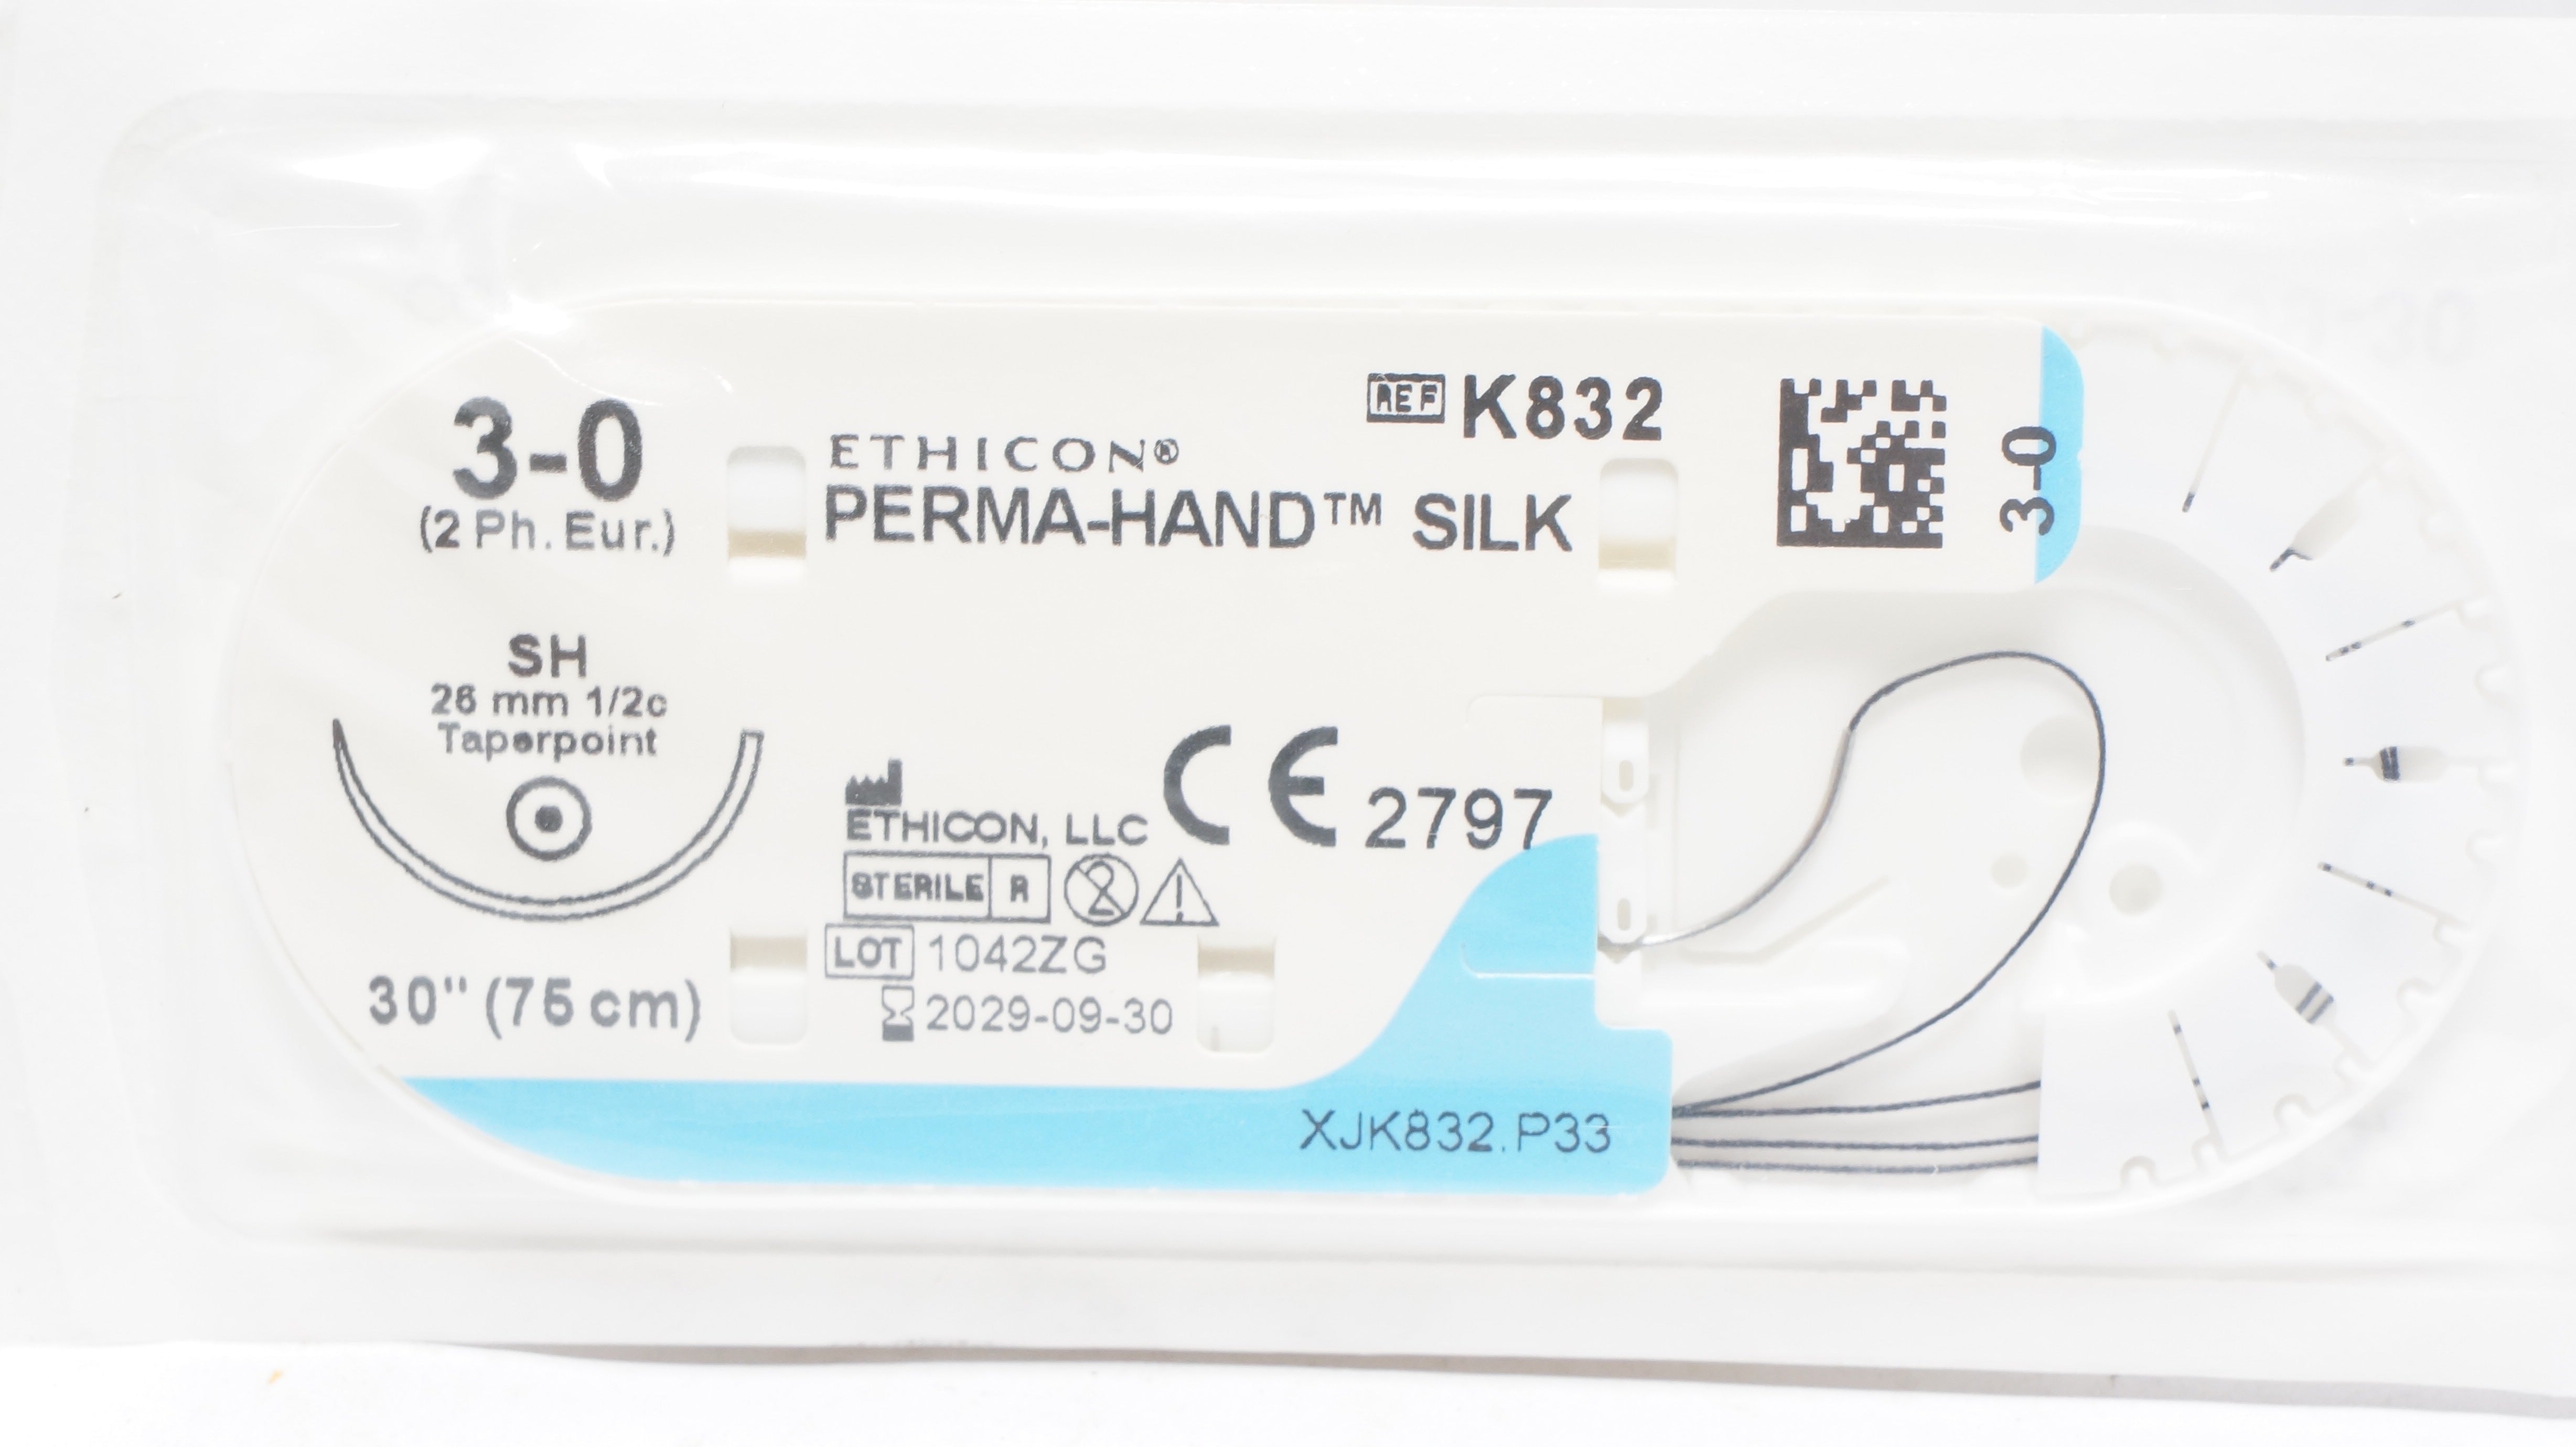 3-0
(2 Ph. Eur.)
SH
26 mm 1/2c
Taperpoint
30" (75 cm)
REF K832
ETHICON®
PERMA-HAND™ SILK
3-0
ETHICON, LLC
CE 2797
STERILE R
2
LOT 1042ZG
2029-09-30
XJK832.P33